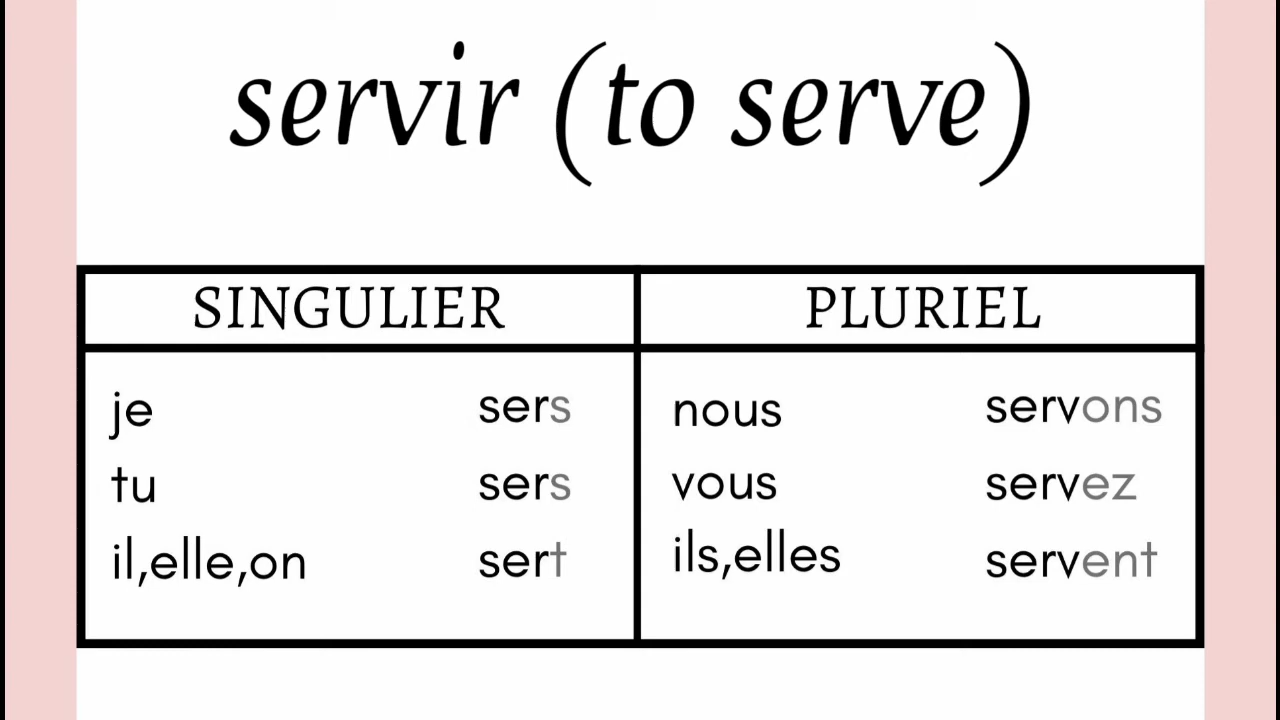 servir (to serve)
SINGULIER PLURIEL
je sers nous servons
tu sers vous servez
il,elle,on sert ils,elles servent